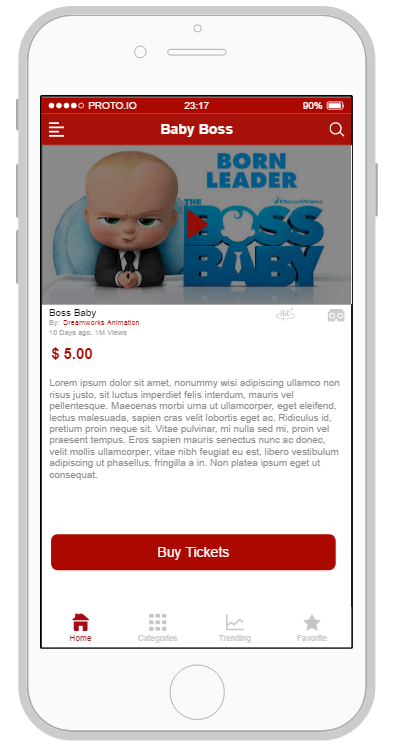 PROTO.IO 23:17 90%
Baby Boss
BORN
LEADER
DREAMWORKS
THE
BOSS
BABY
Boss Baby
360°
By: Dreamworks Animation
10 Days ago. 1M Views
$ 5.00
Lorem ipsum dolor sit amet, nonummy wisi adipiscing ullamco non
risus justo, sit luctus imperdiet felis interdum, mauris vel
pellentesque. Maecenas morbi urna ut ullamcorper, eget eleifend,
lectus malesuada, sapien cras velit lobortis eget ac. Ridiculus id,
pretium proin neque sit. Vitae pulvinar, mi nulla sed mi, proin vel
praesent tempus. Eros sapien mauris senectus nunc ac donec,
velit mollis ullamcorper, vitae nibh feugiat eu est, libero vestibulum
adipiscing ut phasellus, fringilla a in. Non platea ipsum eget ut
consequat.
Buy Tickets
Home Categories Trending Favorite